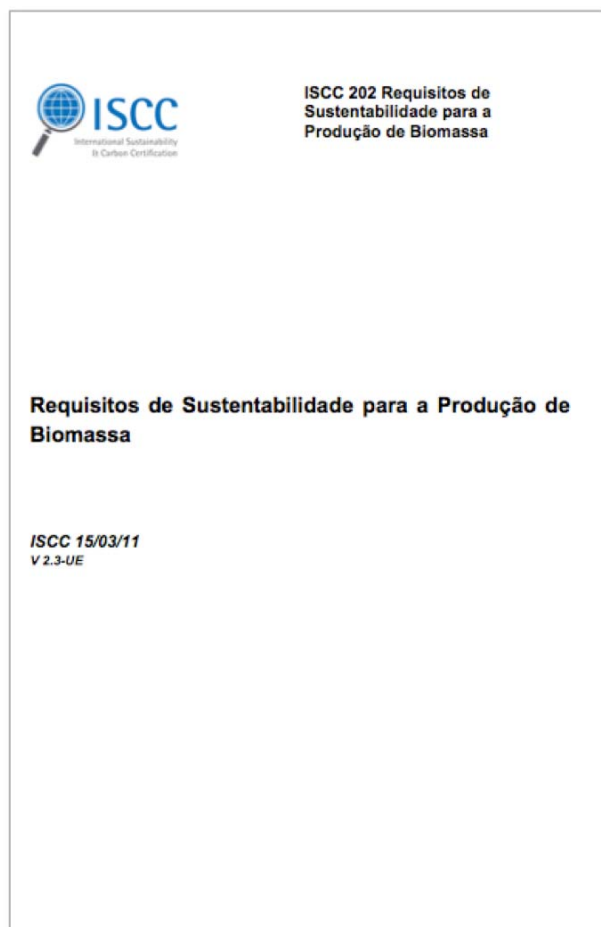 ISCC
International Sustainability
& Carbon Certification
ISCC 202 Requisitos de
Sustentabilidade para a
Produção de Biomassa
Requisitos de Sustentabilidade para a Produção de
Biomassa
ISCC 15/03/11
V 2.3-UE